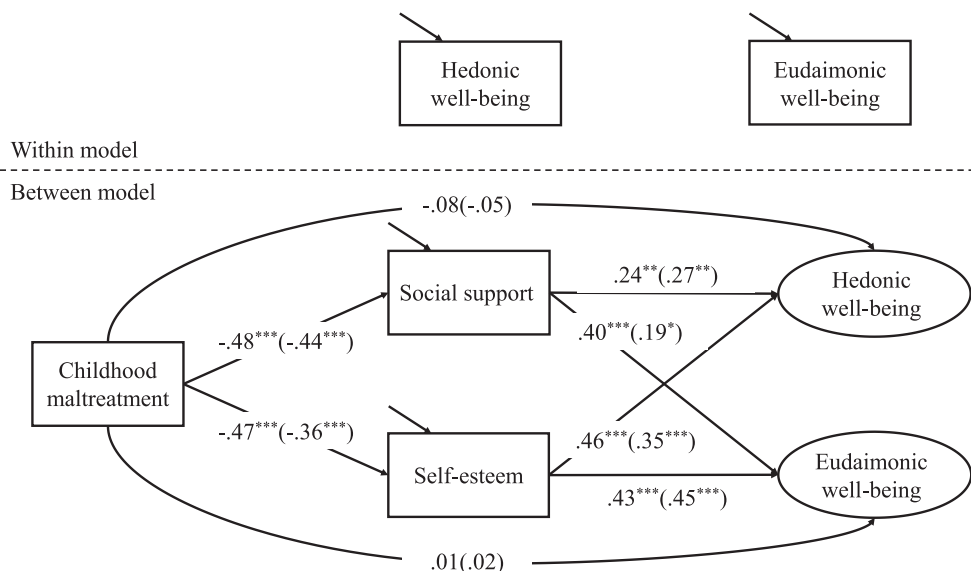 Hedonic
well-being
Eudaimonic
well-being
Within model
Between model
-.08(-.05)
Social support
.24**(.27**)
Hedonic
well-being
-.48***(-.44***)
.40***(.19*)
Childhood
maltreatment
-.47***(-.36***)
.46***(.35***)
Self-esteem
Eudaimonic
well-being
.43***(.45***)
.01(.02)